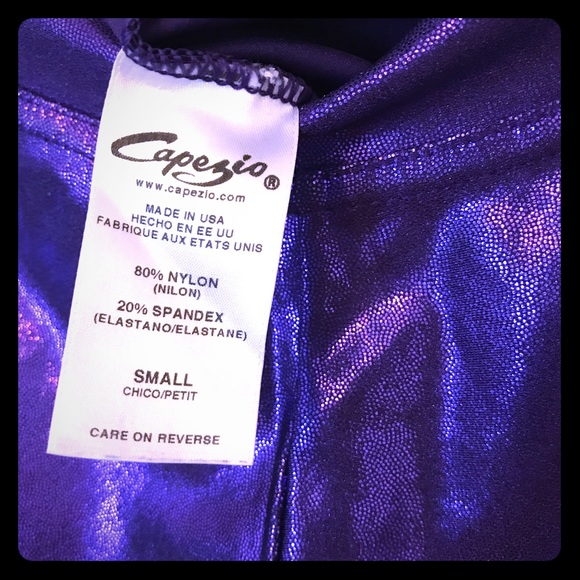 Capezio®
www.capezio.com
MADE IN USA
HECHO EN EE UU
FABRIQUE AUX ETATS UNIS
80% NYLON
(NILON)
20% SPANDEX
(ELASTANO/ELASTANE)
SMALL
CHICO/PETIT
CARE ON REVERSE